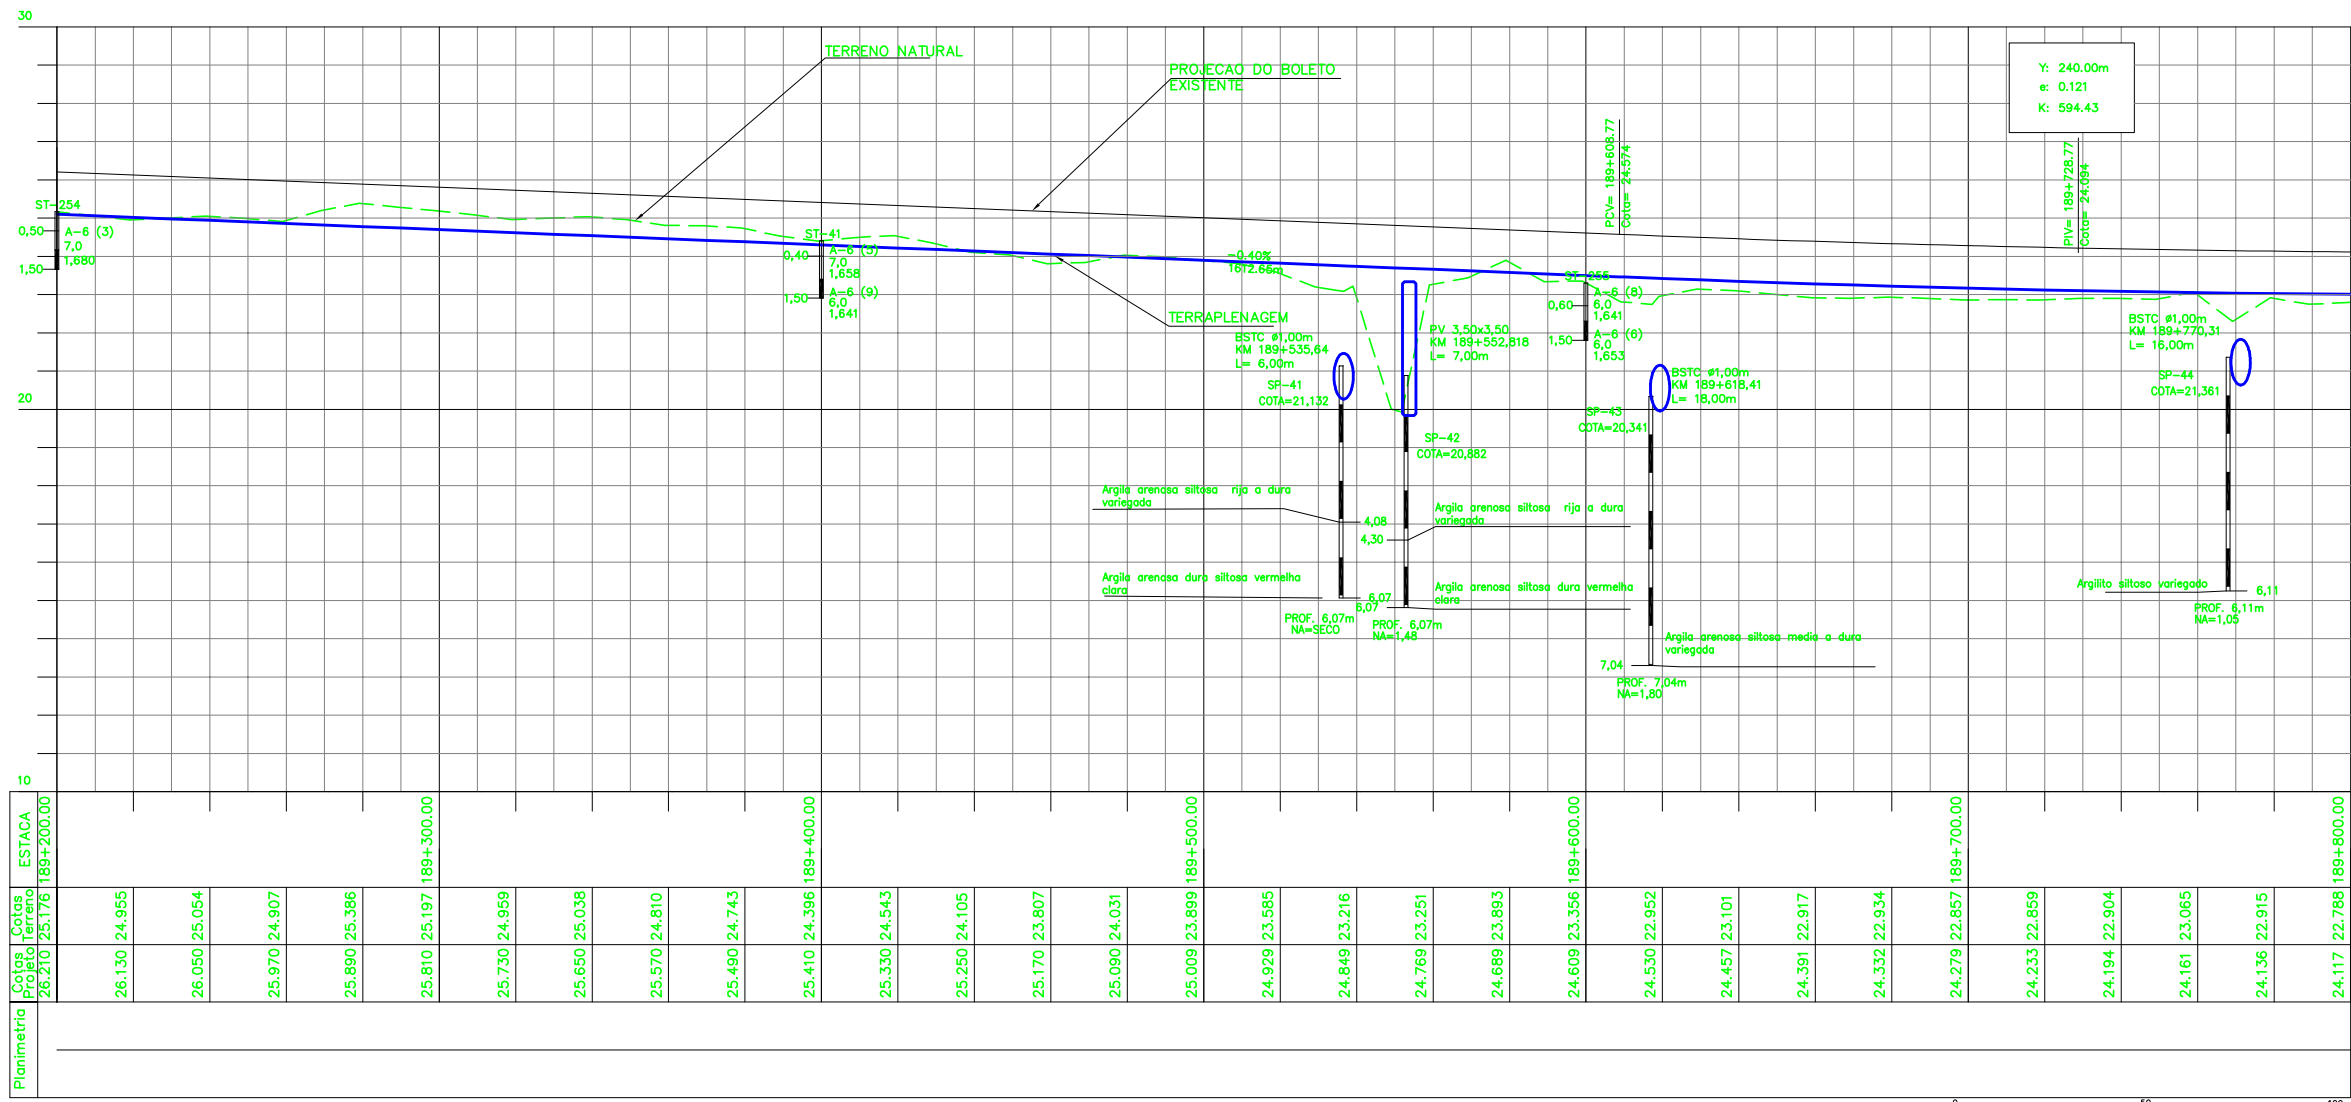 30
TERRENO NATURAL
PROJECAO DO BOLETO
EXISTENTE
Y: 240.00m
e: 0.121
K: 594.43
PCV= 189+608.77
Cota= 24.574
PIV= 189+728.77
Cota= 24.094
ST-254
0,50
A-6 (3)
7,0
1,680
1,50
ST-41
0,40
A-6 (5)
7,0
1,658
A-6 (9)
1,50
6,0
1,641
-0.40%
1612.65m
TERRAPLENAGEM
BSTC ø1,00m
KM 189+535,64
L= 6,00m
SP-41
COTA=21,132
PV 3,50x3,50
KM 189+552,818
L= 7,00m
ST-255
A-6 (8)
0,60
6,0
1,641
A-6 (6)
1,50
6,0
1,653
BSTC ø1,00m
KM 189+618,41
L= 18,00m
SP-43
COTA=20,341
BSTC ø1,00m
KM 189+770,31
L= 16,00m
SP-44
COTA=21,361
20
SP-42
COTA=20,882
Argila arenosa siltosa rija a dura
variegada
4,08
Argila arenosa siltosa rija a dura
variegada
4,30
Argila arenosa dura siltosa vermelha
clara
6,07
Argila arenosa siltosa dura vermelha
clara
6,07
PROF. 6,07m
NA=SECO
PROF. 6,07m
NA=1,48
Argila arenosa siltosa media a dura
variegada
7,04
PROF. 7,04m
NA=1,80
Argilito siltoso variegado
6,11
PROF. 6,11m
NA=1,05
10
ESTACA
189+200.00
189+300.00
189+400.00
189+500.00
189+600.00
189+700.00
189+800.00
Cotas
Terreno
25.176
24.955
25.054
24.907
25.386
25.197
24.959
25.038
24.810
24.743
24.396
24.543
24.105
23.807
24.031
23.899
23.585
23.216
23.251
23.893
23.356
22.952
23.101
22.917
22.934
22.857
22.859
22.904
23.065
22.915
22.788
Cotas
Projeto
26.210
26.130
26.050
25.970
25.890
25.810
25.730
25.650
25.570
25.490
25.410
25.330
25.250
25.170
25.090
25.009
24.929
24.849
24.769
24.689
24.609
24.530
24.457
24.391
24.332
24.279
24.233
24.194
24.161
24.136
24.117
Planimetria